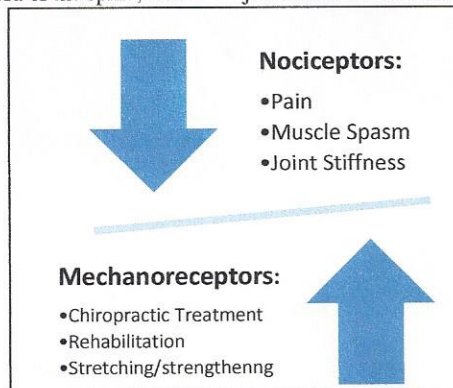 Nociceptors:
•Pain
•Muscle Spasm
•Joint Stiffness
Mechanoreceptors:
•Chiropractic Treatment
•Rehabilitation
•Stretching/strengthenng